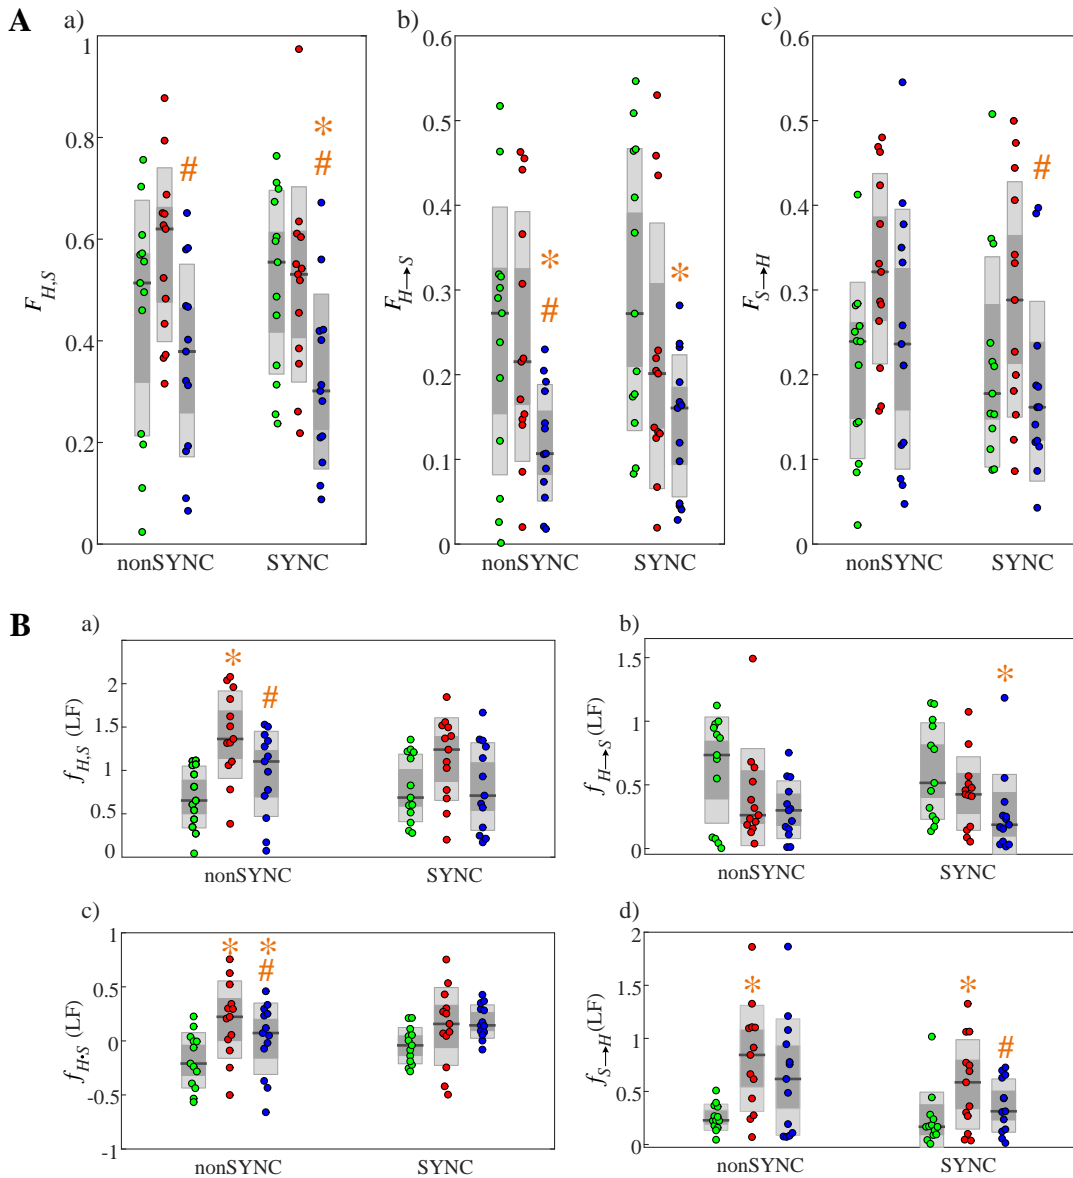 A
a)
1
0.8
0.6
0.4
0.2
0
F_{H,S}
#
*
#
nonSYNC SYNC
b)
0.6
0.5
0.4
0.3
0.2
0.1
0
F_{H→S}
*
#
*
nonSYNC SYNC
c)
0.6
0.5
0.4
0.3
0.2
0.1
0
F_{S→H}
#
nonSYNC SYNC
B
a)
2
1.5
1
0.5
0
f_{H,S} (LF)
*
#
nonSYNC SYNC
b)
1.5
1
0.5
0
f_{H→S} (LF)
*
nonSYNC SYNC
c)
1
0.5
0
-0.5
-1
f_{H·S} (LF)
* *
#
nonSYNC SYNC
d)
2
1.5
1
0.5
0
f_{S→H} (LF)
*
*
#
nonSYNC SYNC